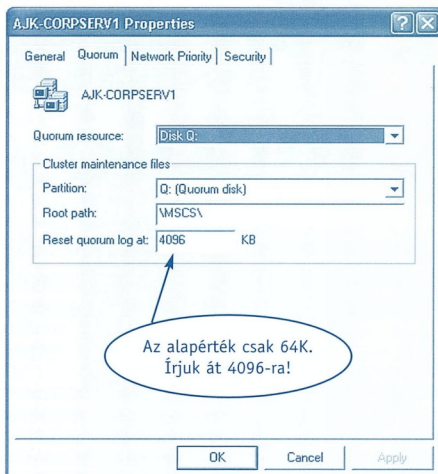 AJK-CORPSERV1 Properties
General Quorum Network Priority Security
AJK-CORPSERV1
Quorum resource: Disk Q:
Cluster maintenance files
Partition: Q: (Quorum disk)
Root path: \MSCS\
Reset quorum log at: 4096 KB
Az alapérték csak 64K.
Írjuk át 4096-ra!
OK Cancel Apply